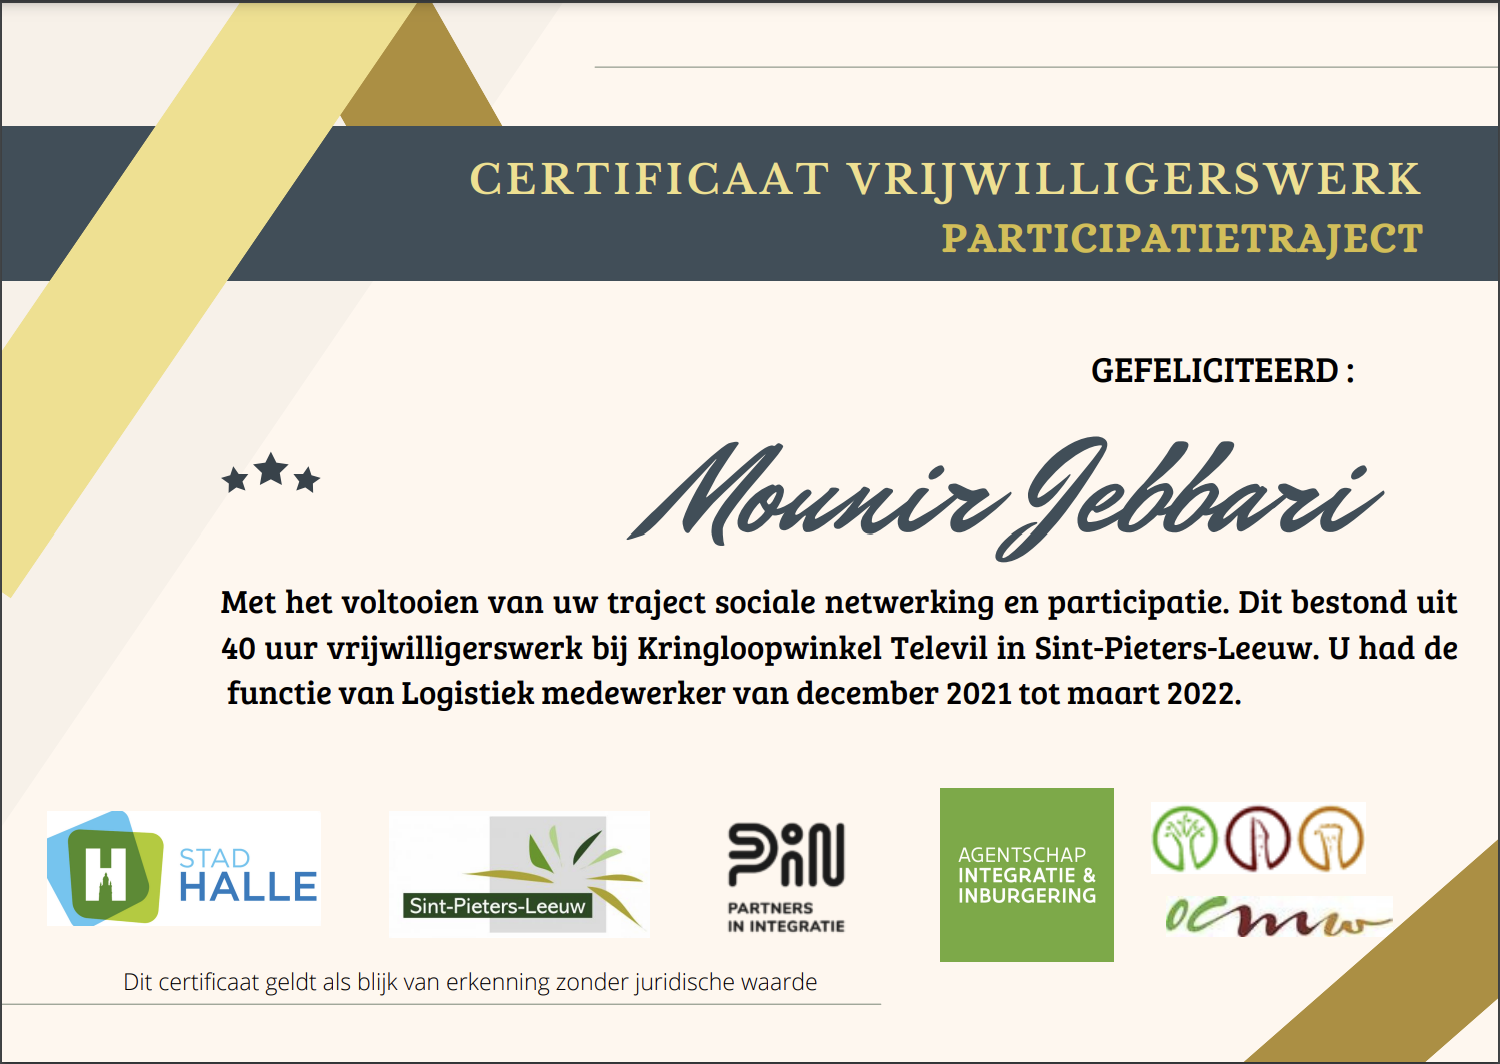 CERTIFICAAT VRIJWILLIGERSWERK
PARTICIPATIETRAJECT
GEFELICITEERD :
Mounir Jebbari
Met het voltooien van uw traject sociale netwerking en participatie. Dit bestond uit
40 uur vrijwilligerswerk bij Kringloopwinkel Televil in Sint-Pieters-Leeuw. U had de
functie van Logistiek medewerker van december 2021 tot maart 2022.
H
STAD
HALLE
Sint-Pieters-Leeuw
PiN
PARTNERS
IN INTEGRATIE
AGENTSCHAP
INTEGRATIE &
INBURGERING
ocmw
Dit certificaat geldt als blijk van erkenning zonder juridische waarde